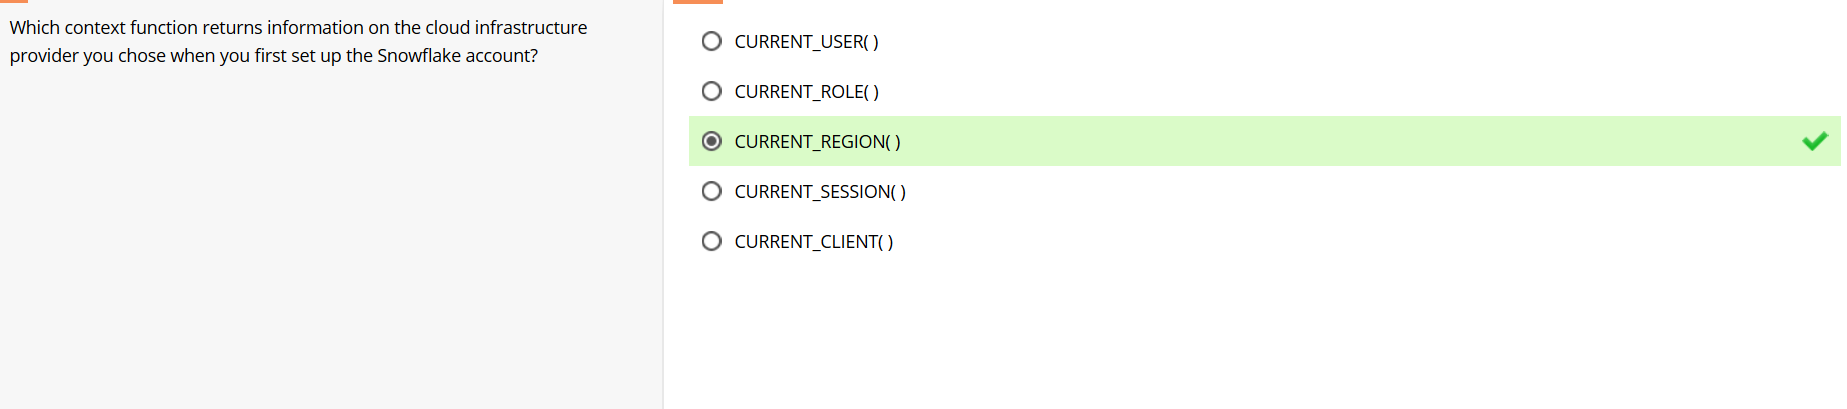 Which context function returns information on the cloud infrastructure
provider you chose when you first set up the Snowflake account?
CURRENT_USER( )
CURRENT_ROLE( )
CURRENT_REGION( )
CURRENT_SESSION( )
CURRENT_CLIENT( )